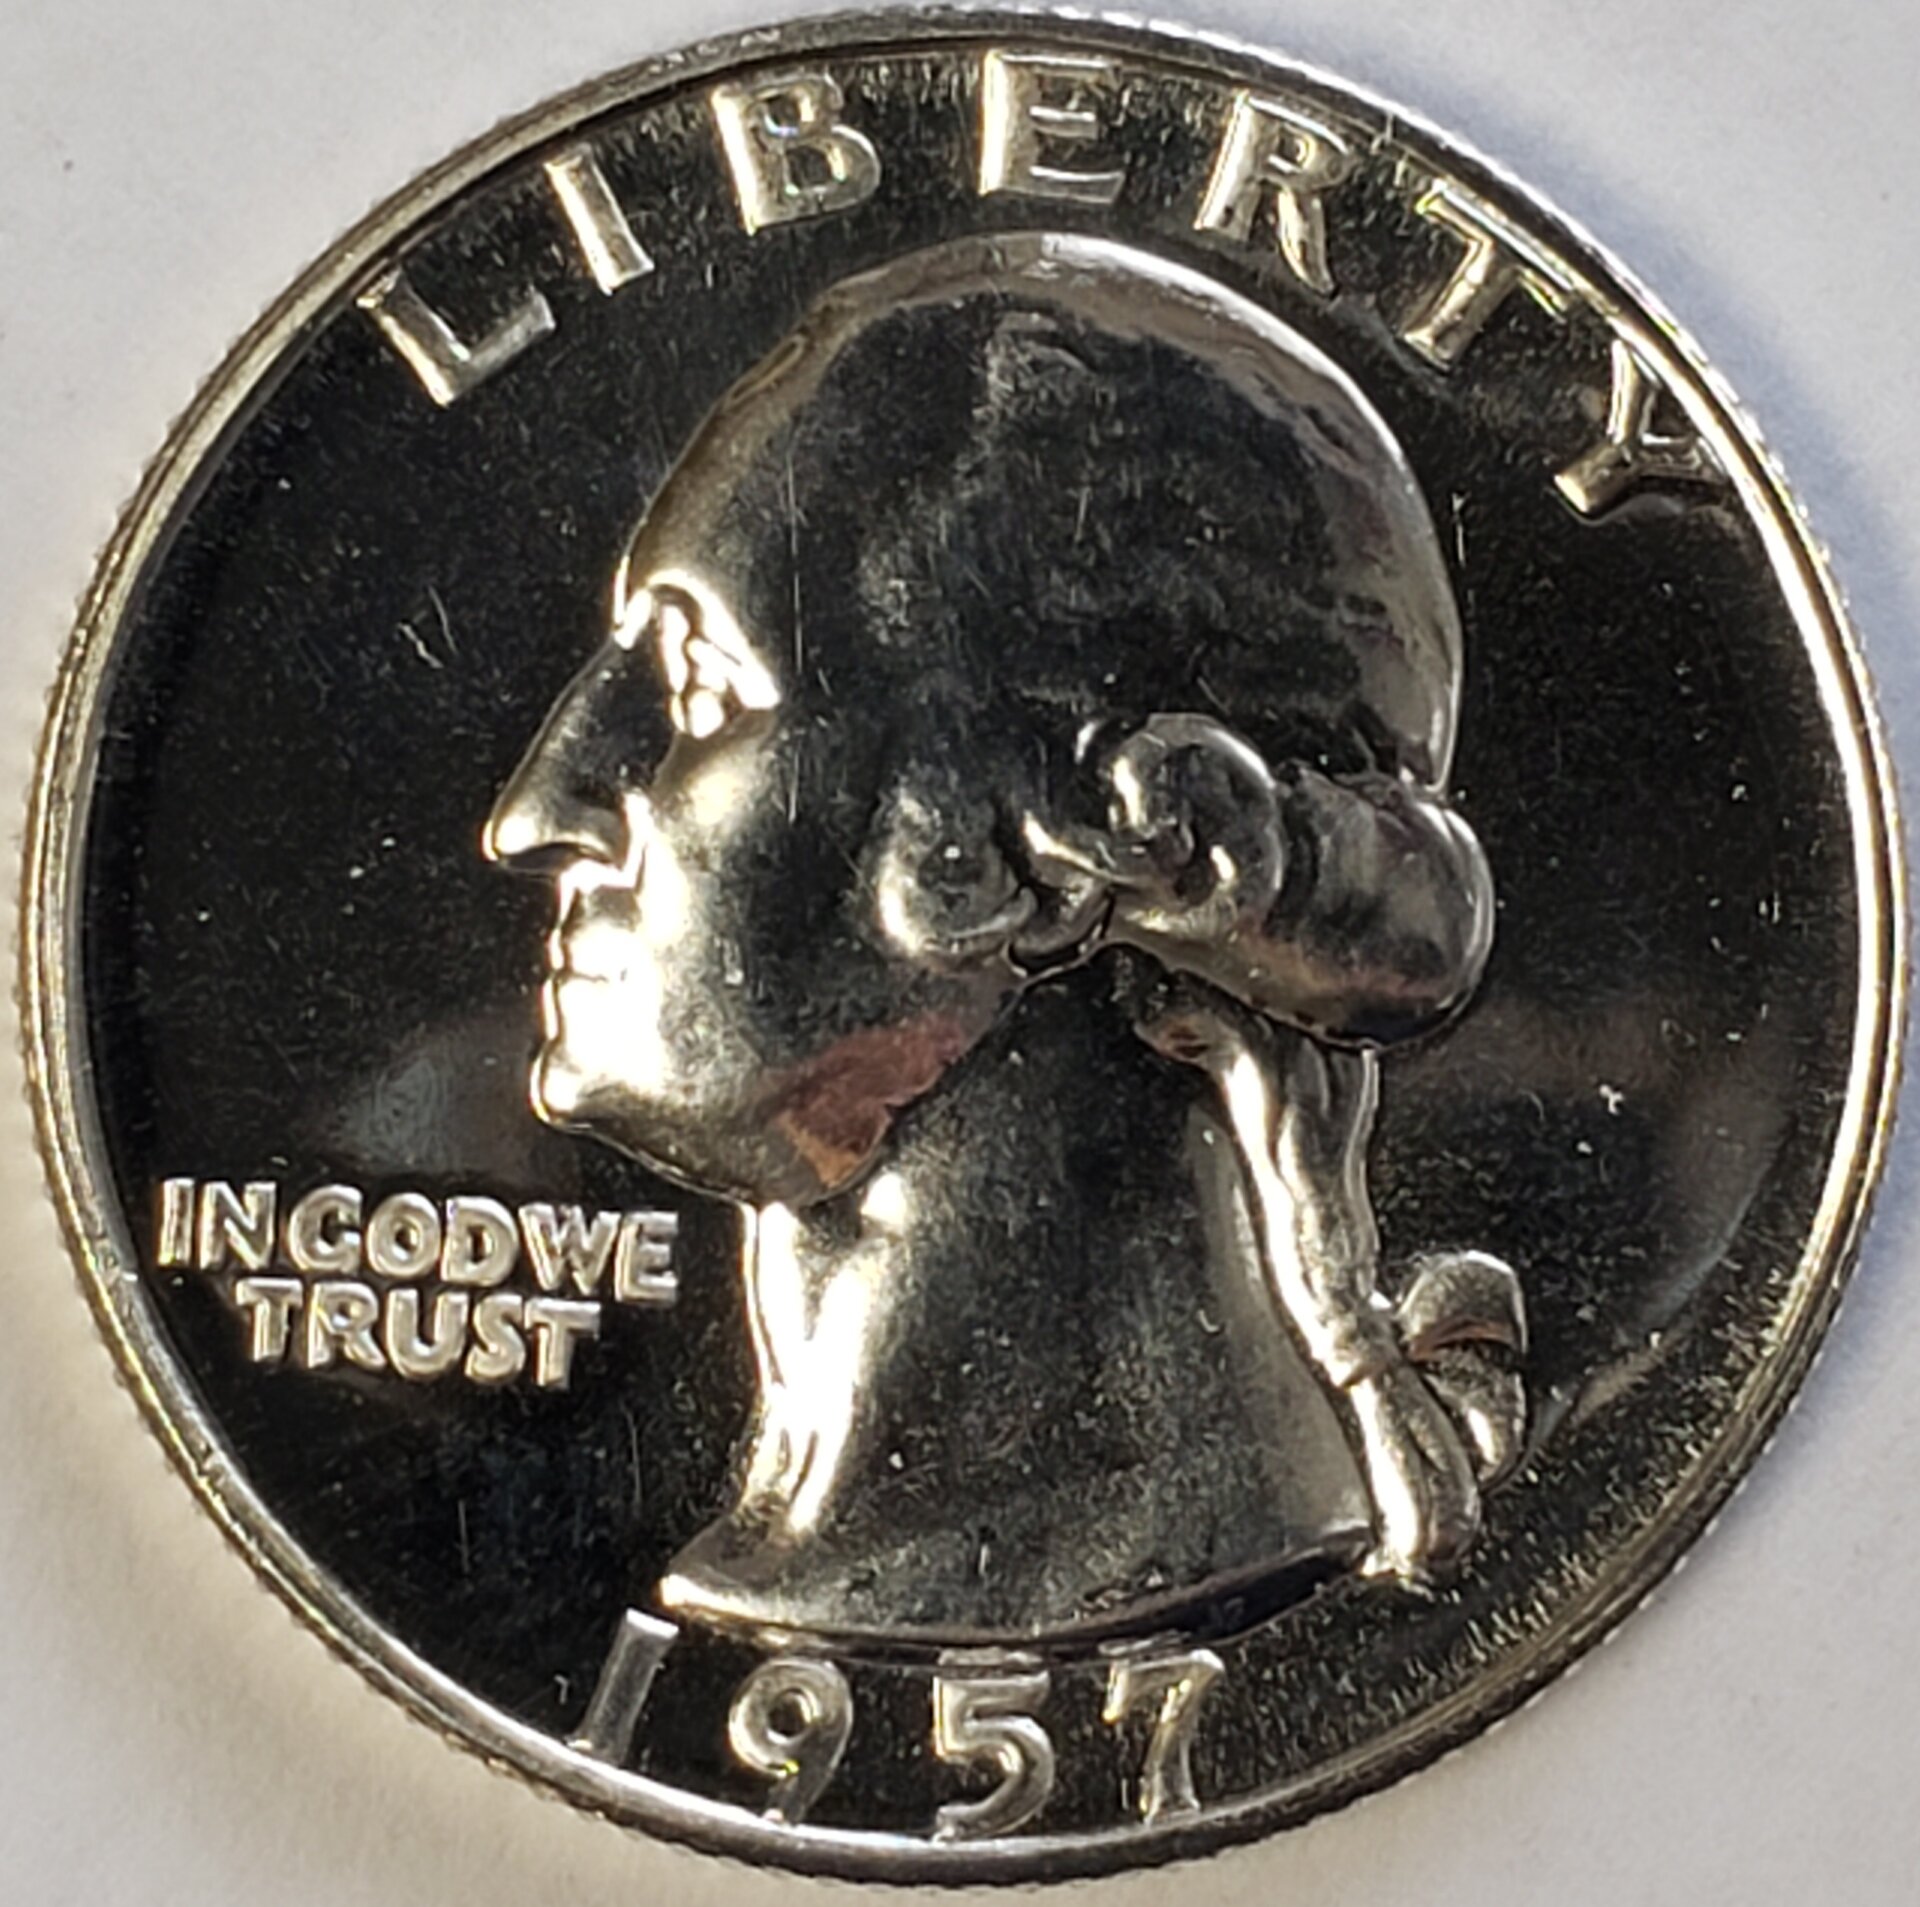 LIBERTY
IN GOD WE
TRUST
1957